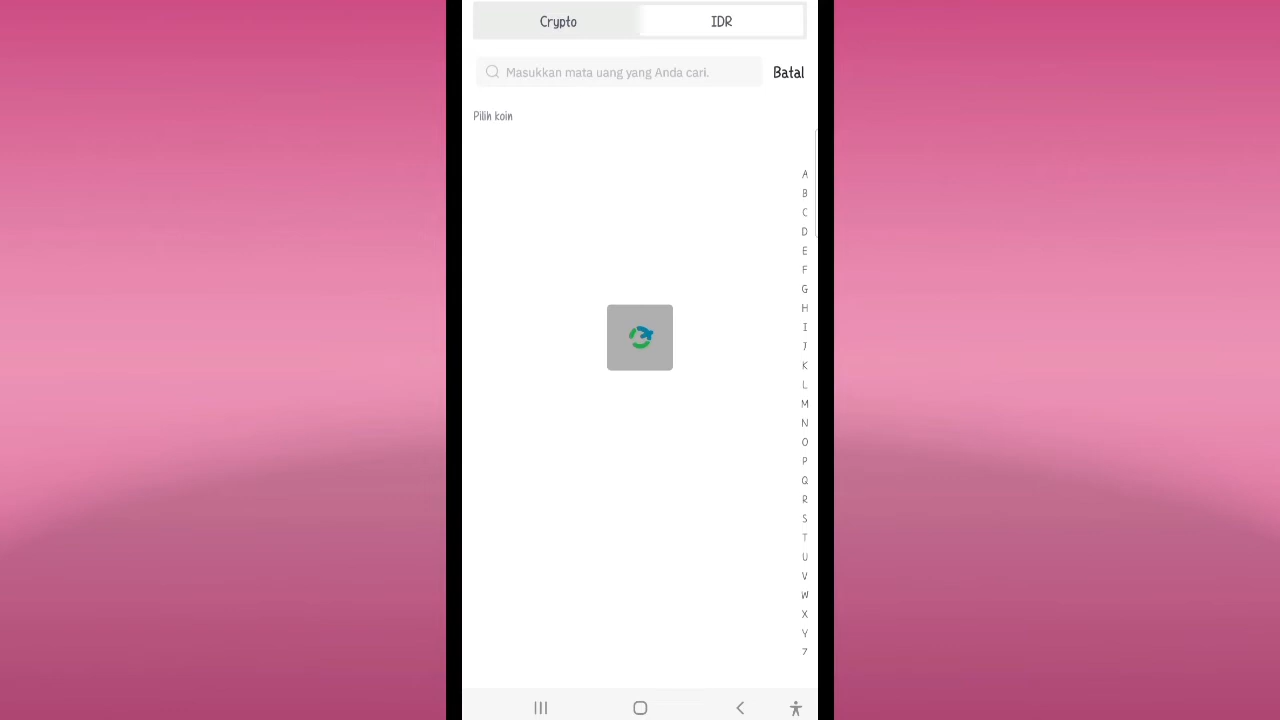 Crypto IDR
Masukkan mata uang yang Anda cari. Batal
Pilih koin
A
B
C
D
E
F
G
H
I
J
K
L
M
N
O
P
Q
R
S
T
U
V
W
X
Y
Z